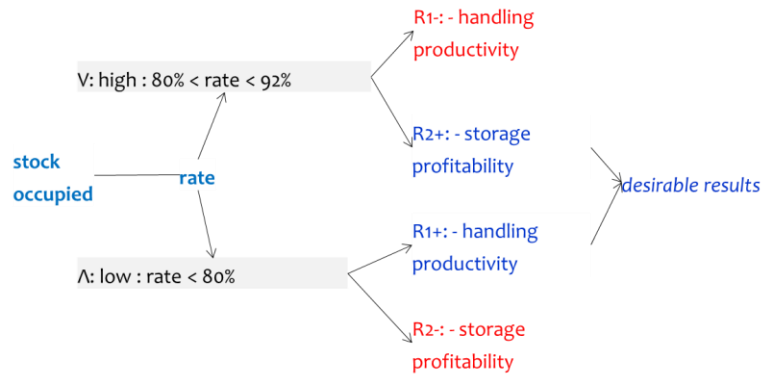 R1-: - handling
productivity
V: high : 80% < rate < 92%
R2+: - storage
profitability
stock
occupied
rate
desirable results
R1+: - handling
productivity
Λ: low : rate < 80%
R2-: - storage
profitability